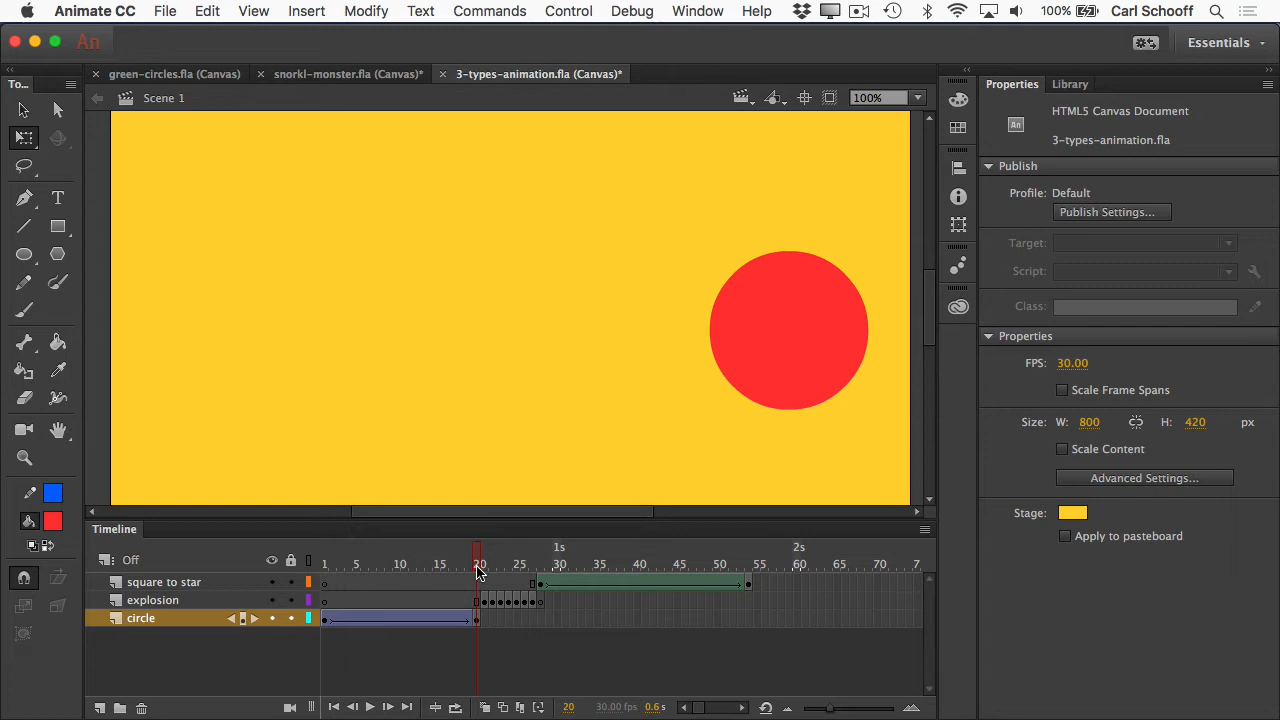 Animate CC File Edit View Insert Modify Text Commands Control Debug Window Help 100% Carl Schooff
An Essentials
green-circles.fla (Canvas) snorkl-monster.fla (Canvas)* 3-types-animation.fla (Canvas)*
To... Properties Library
Scene 1 100%
An HTML5 Canvas Document
3-types-animation.fla
Publish
Profile: Default
Publish Settings...
Target:
Script:
Class:
Properties
FPS: 30.00
Scale Frame Spans
Size: W: 800 H: 420 px
Scale Content
Advanced Settings...
Stage:
Apply to pasteboard
T
Timeline
1s 2s
Off 1 5 10 15 20 25 30 35 40 45 50 55 60 65 70 7
square to star
explosion
circle
20 30.00 fps 0.6s